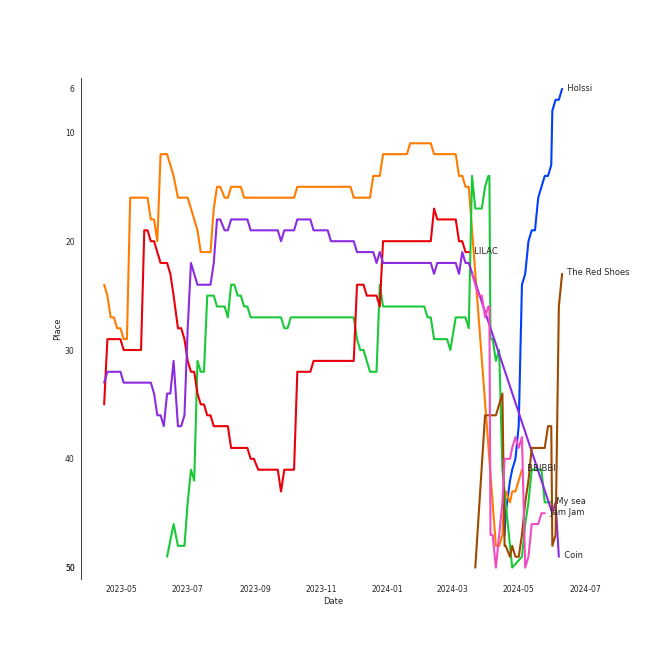 6
Holssi
10
20
LILAC
The Red Shoes
30
Place
40
BBIBBI
My sea
Jam Jam
50
Coin
2023-05
2023-07
2023-09
2023-11
2024-01
2024-03
2024-05
2024-07
Date